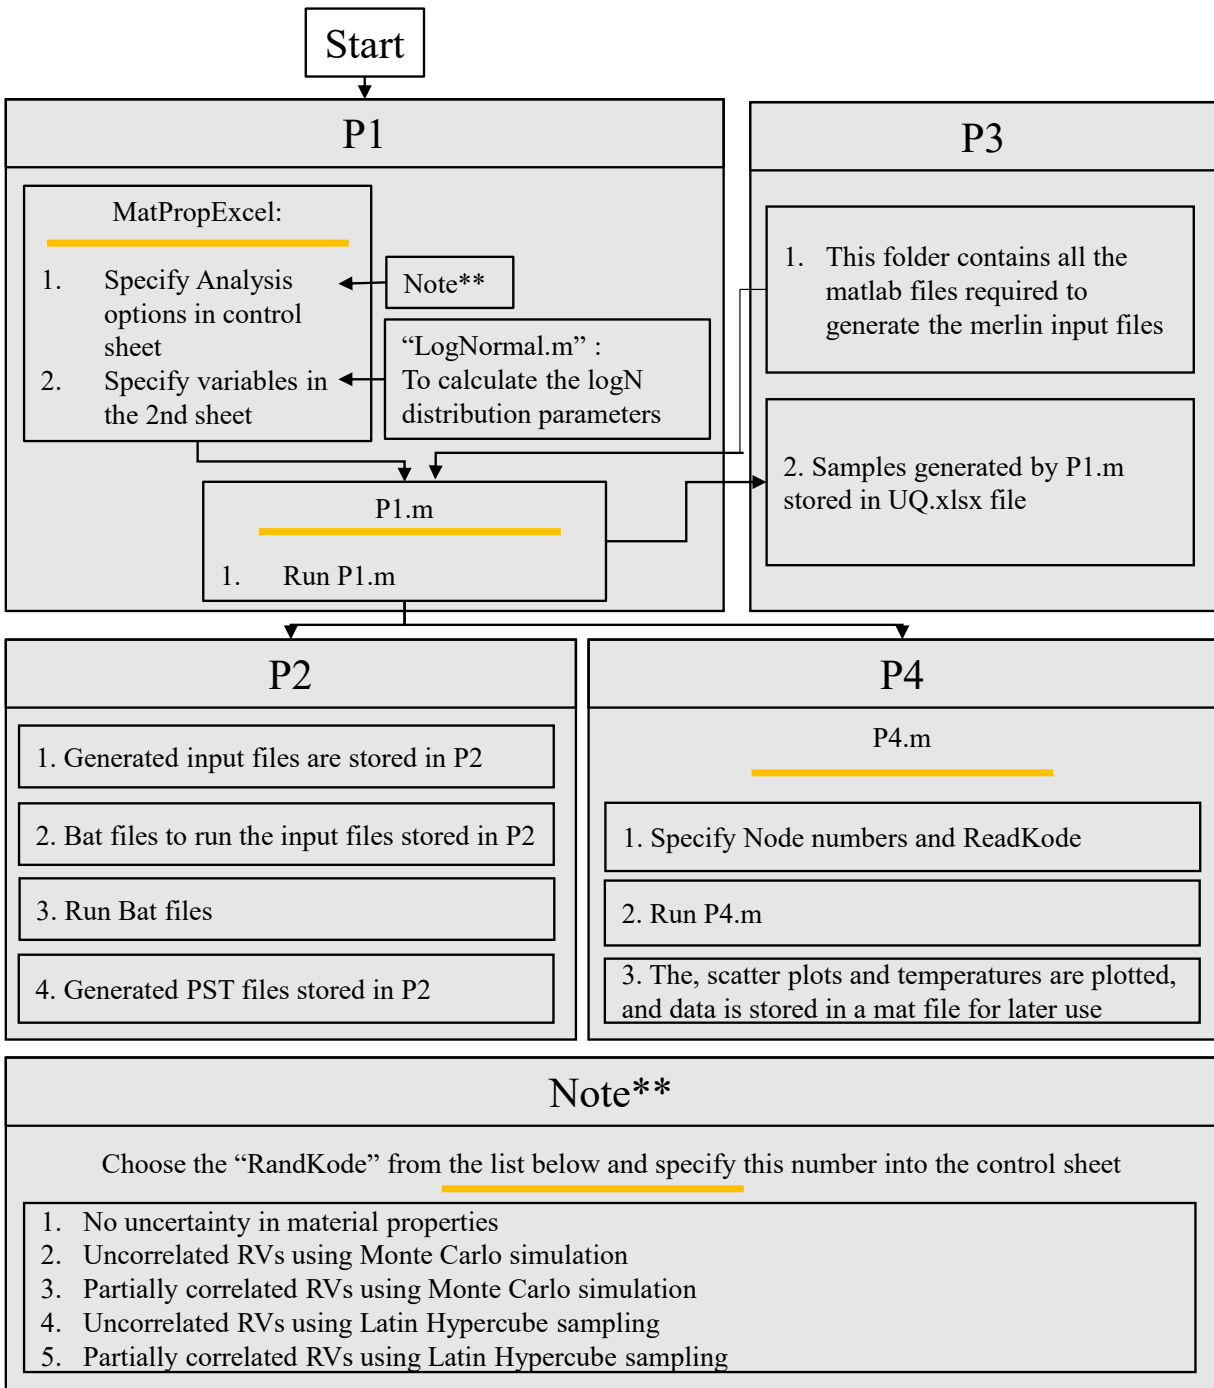 Start
P1
MatPropExcel:
1. Specify Analysis
options in control
sheet
2. Specify variables in
the 2nd sheet
Note**
“LogNormal.m” :
To calculate the logN
distribution parameters
P1.m
1. Run P1.m
P3
1. This folder contains all the
matlab files required to
generate the merlin input files
2. Samples generated by P1.m
stored in UQ.xlsx file
P2
1. Generated input files are stored in P2
2. Bat files to run the input files stored in P2
3. Run Bat files
4. Generated PST files stored in P2
P4
P4.m
1. Specify Node numbers and ReadKode
2. Run P4.m
3. The, scatter plots and temperatures are plotted,
and data is stored in a mat file for later use
Note**
Choose the “RandKode” from the list below and specify this number into the control sheet
1. No uncertainty in material properties
2. Uncorrelated RVs using Monte Carlo simulation
3. Partially correlated RVs using Monte Carlo simulation
4. Uncorrelated RVs using Latin Hypercube sampling
5. Partially correlated RVs using Latin Hypercube sampling